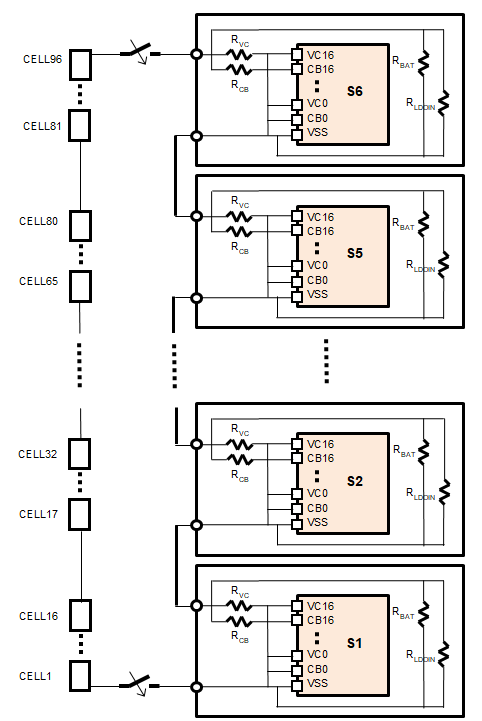 CELL96
CELL81
CELL80
CELL65
CELL32
CELL17
CELL16
CELL1
RVC
RCB
VC16
CB16
VC0
CB0
VSS
S6
RBAT
RLDOIN
RVC
RCB
VC16
CB16
VC0
CB0
VSS
S5
RBAT
RLDOIN
RVC
RCB
VC16
CB16
VC0
CB0
VSS
S2
RBAT
RLDOIN
RVC
RCB
VC16
CB16
VC0
CB0
VSS
S1
RBAT
RLDOIN